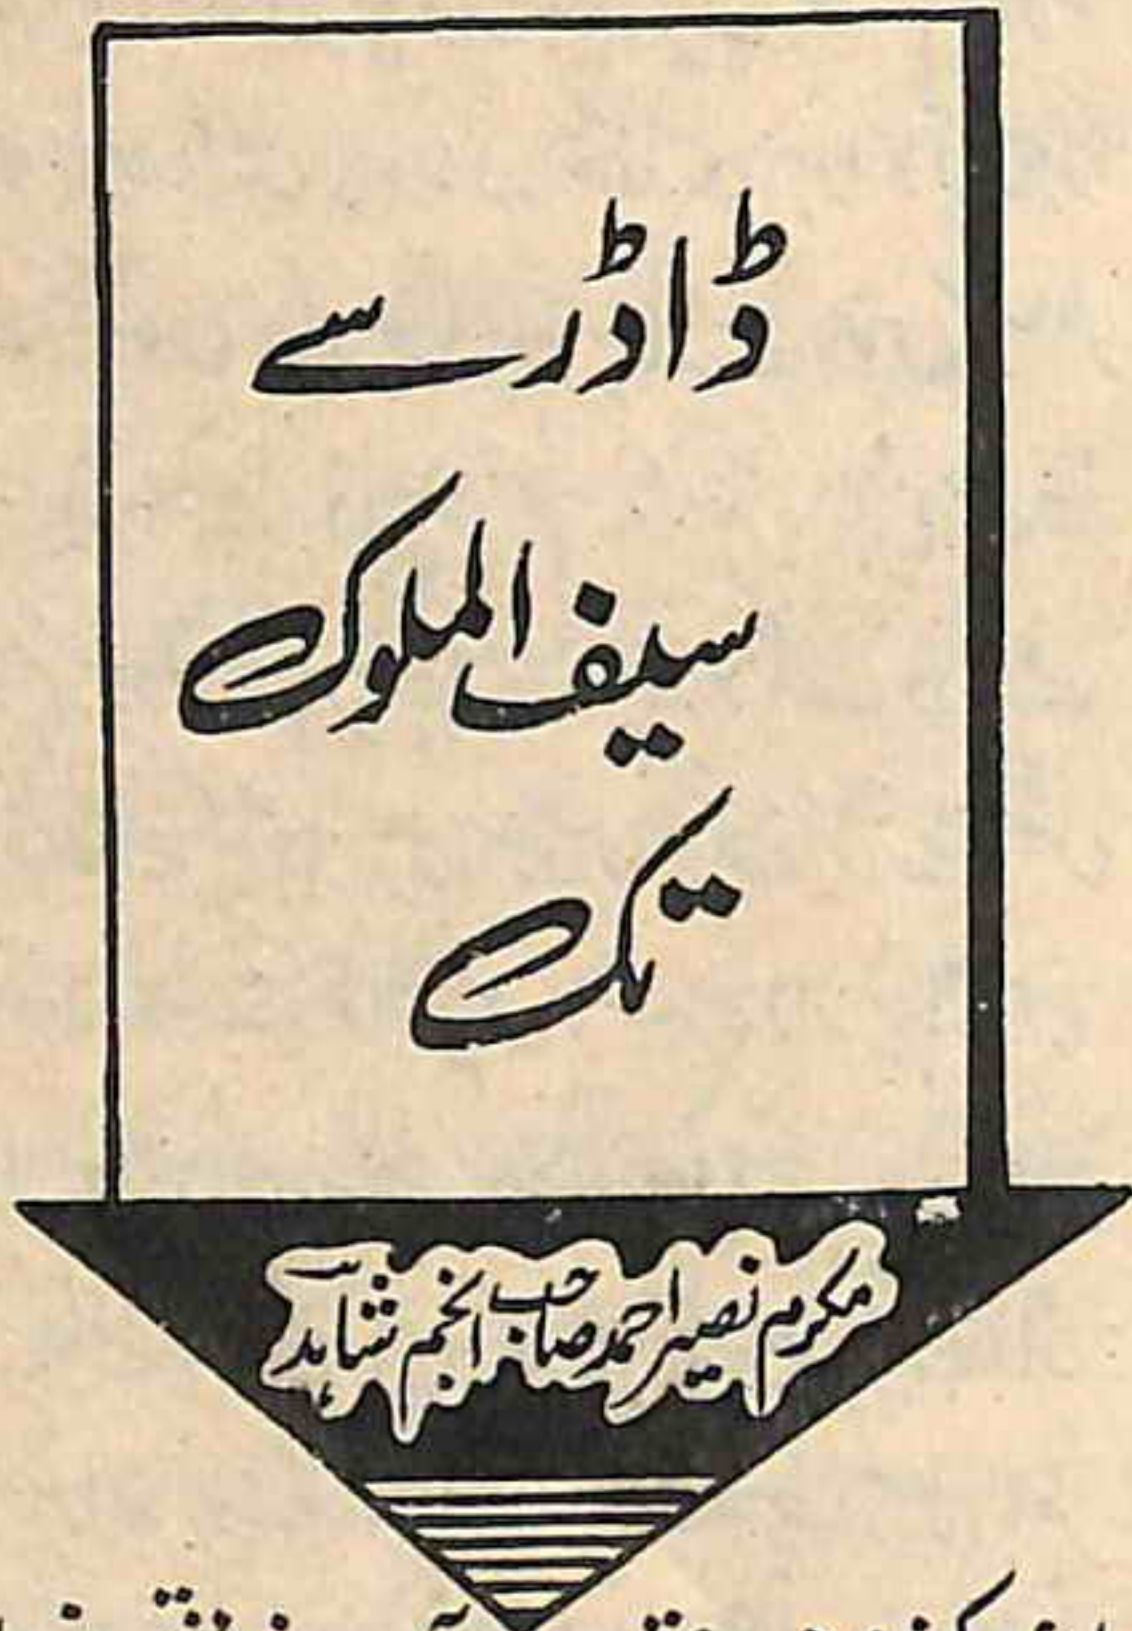 ڈاڈر سے
سیف الملوک
تک
مکرم نصیر احمد صاحب انجم شاہد